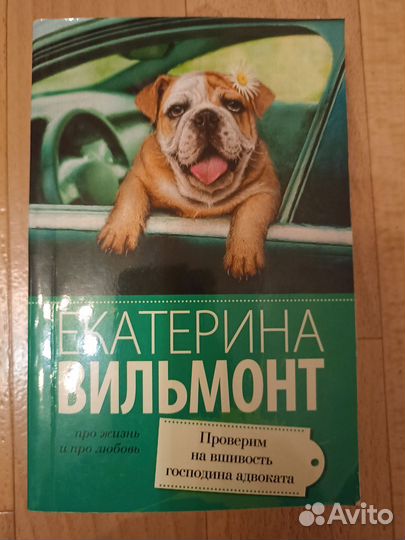 ЕКАТЕРИНА
ВИЛЬМОНТ
про жизнь
и про любовь
Проверим
на вшивость
господина адвоката
Avito